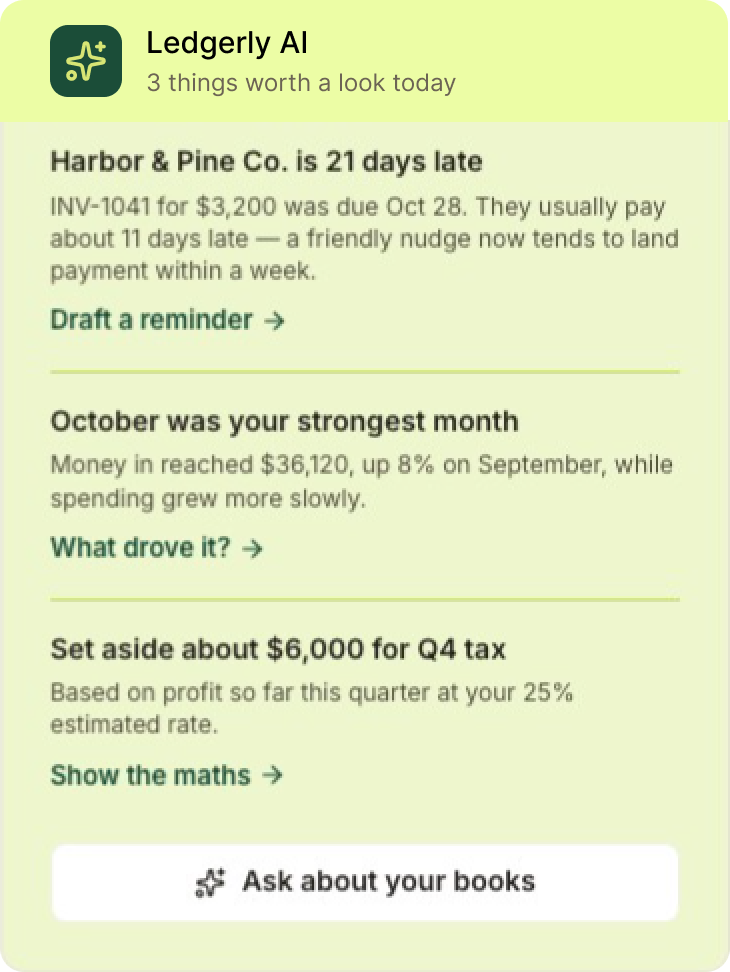 Ledgerly AI
3 things worth a look today
Harbor & Pine Co. is 21 days late
INV-1041 for $3,200 was due Oct 28. They usually pay
about 11 days late — a friendly nudge now tends to land
payment within a week.
Draft a reminder →
October was your strongest month
Money in reached $36,120, up 8% on September, while
spending grew more slowly.
What drove it? →
Set aside about $6,000 for Q4 tax
Based on profit so far this quarter at your 25%
estimated rate.
Show the maths →
Ask about your books